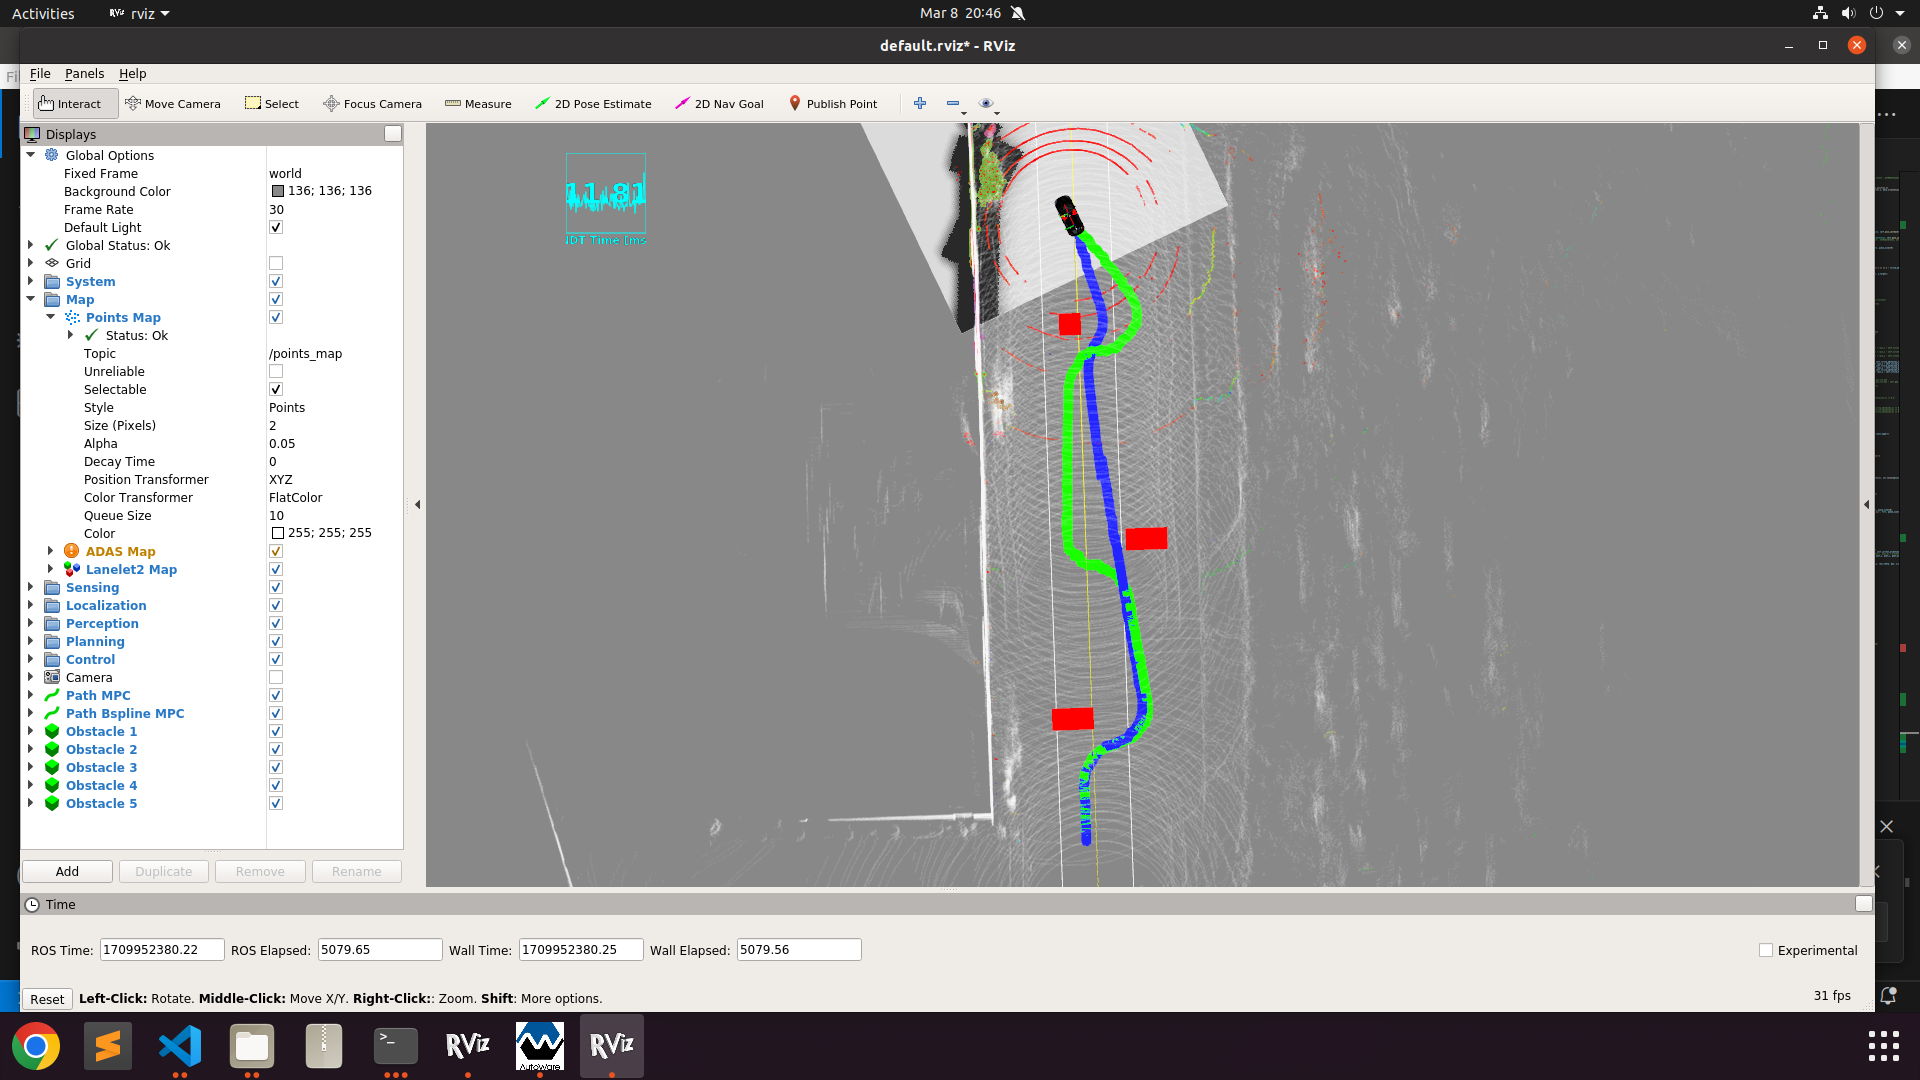 Activities
rviz
Mar 8 20:46
default.rviz* - RViz
File Panels Help
Interact Move Camera Select Focus Camera Measure 2D Pose Estimate 2D Nav Goal Publish Point
Displays
Global Options
Fixed Frame world
Background Color 136; 136; 136
Frame Rate 30
Default Light
Global Status: Ok
Grid
System
Map
Points Map
Status: Ok
Topic /points_map
Unreliable
Selectable
Style Points
Size (Pixels) 2
Alpha 0.05
Decay Time 0
Position Transformer XYZ
Color Transformer FlatColor
Queue Size 10
Color 255; 255; 255
ADAS Map
Lanelet2 Map
Sensing
Localization
Perception
Planning
Control
Camera
Path MPC
Path Bspline MPC
Obstacle 1
Obstacle 2
Obstacle 3
Obstacle 4
Obstacle 5
Add Duplicate Remove Rename
11.81
Time
ROS Time: 1709952380.22 ROS Elapsed: 5079.65 Wall Time: 1709952380.25 Wall Elapsed: 5079.56 Experimental
Reset Left-Click: Rotate. Middle-Click: Move X/Y. Right-Click:: Zoom. Shift: More options. 31 fps
RViz
AutoWare
RViz